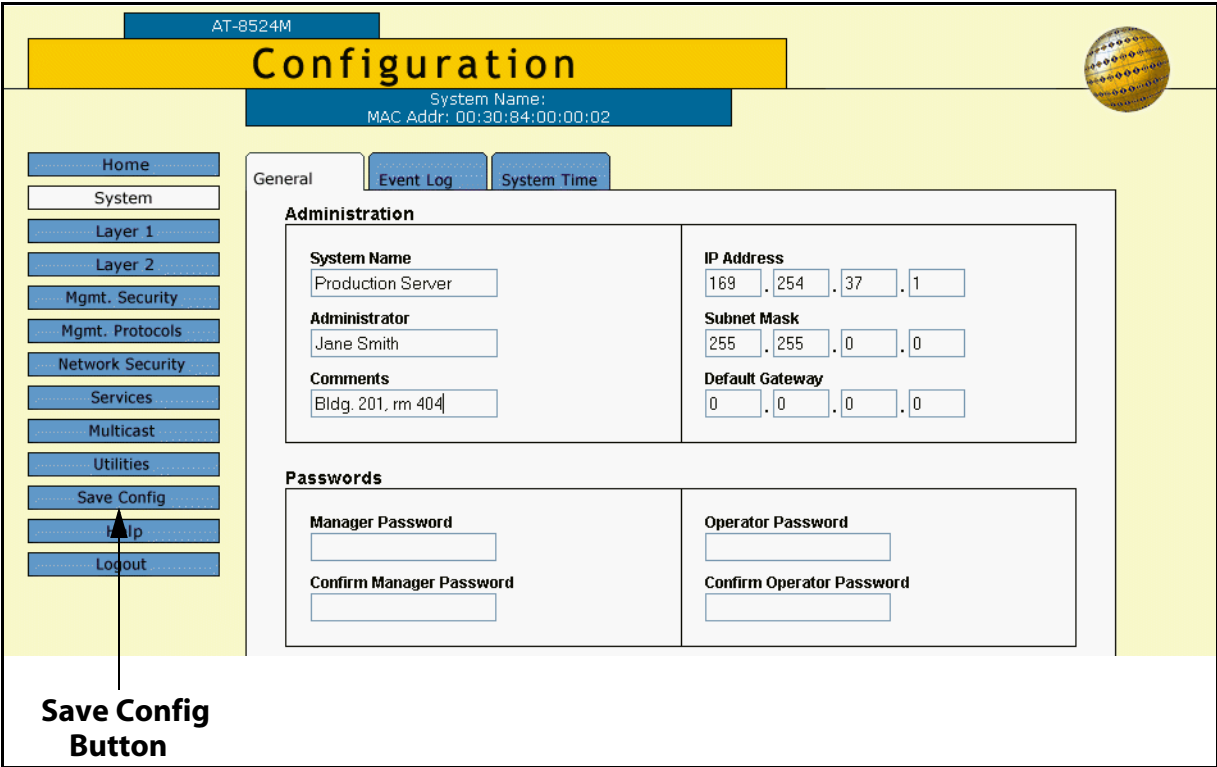 AT-8524M
Configuration
System Name:
MAC Addr: 00:30:84:00:00:02
Home
System
Layer 1
Layer 2
Mgmt. Security
Mgmt. Protocols
Network Security
Services
Multicast
Utilities
Save Config
Help
Logout
General
Event Log
System Time
Administration
System Name
Production Server
Administrator
Jane Smith
Comments
Bldg. 201, rm 404
IP Address
169 . 254 . 37 . 1
Subnet Mask
255 . 255 . 0 . 0
Default Gateway
0 . 0 . 0 . 0
Passwords
Manager Password
Confirm Manager Password
Operator Password
Confirm Operator Password
Save Config
Button